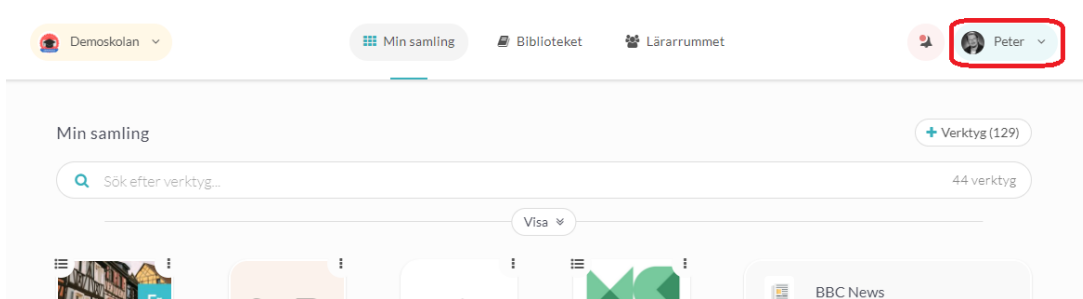 Demoskolan
Min samling
Biblioteket
Lärarrummet
Peter
Min samling
+ Verktyg (129)
Sök efter verktyg...
44 verktyg
Visa
BBC News